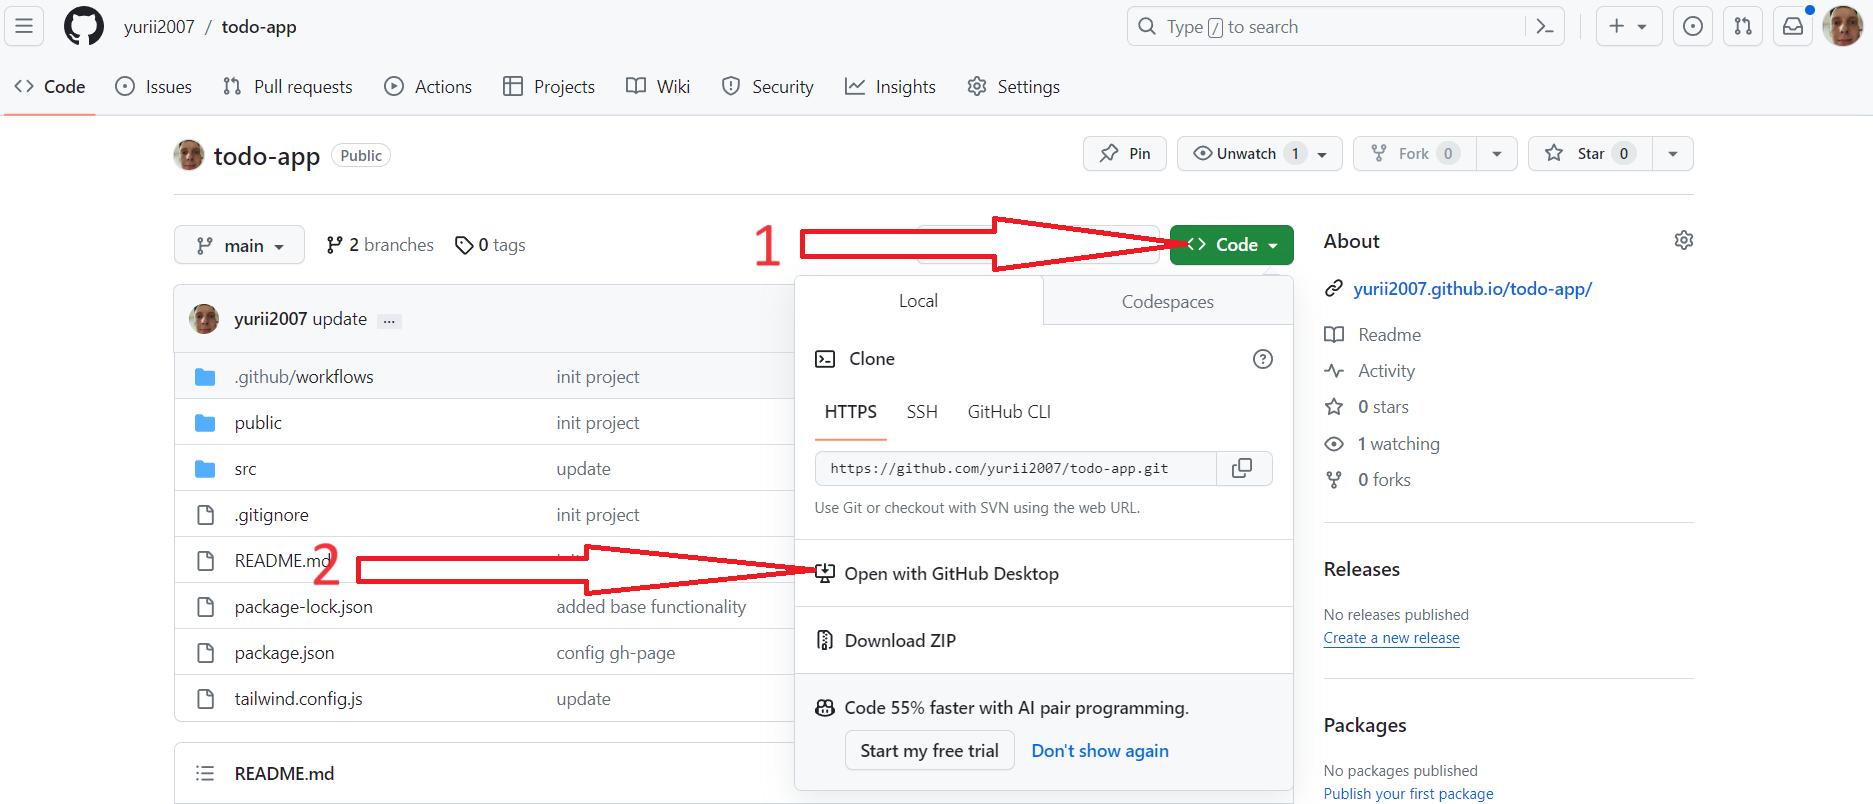 yurii2007 / todo-app
Type / to search
Code
Issues
Pull requests
Actions
Projects
Wiki
Security
Insights
Settings
todo-app Public
Pin
Unwatch 1
Fork 0
Star 0
main
2 branches
0 tags
1
Code
yurii2007 update ...
.github/workflows init project
public init project
src update
.gitignore init project
README.md
2
package-lock.json added base functionality
package.json config gh-page
tailwind.config.js update
README.md
Local
Codespaces
Clone
HTTPS SSH GitHub CLI
https://github.com/yurii2007/todo-app.git
Use Git or checkout with SVN using the web URL.
Open with GitHub Desktop
Download ZIP
Code 55% faster with AI pair programming.
Start my free trial Don't show again
About
yurii2007.github.io/todo-app/
Readme
Activity
0 stars
1 watching
0 forks
Releases
No releases published
Create a new release
Packages
No packages published
Publish your first package